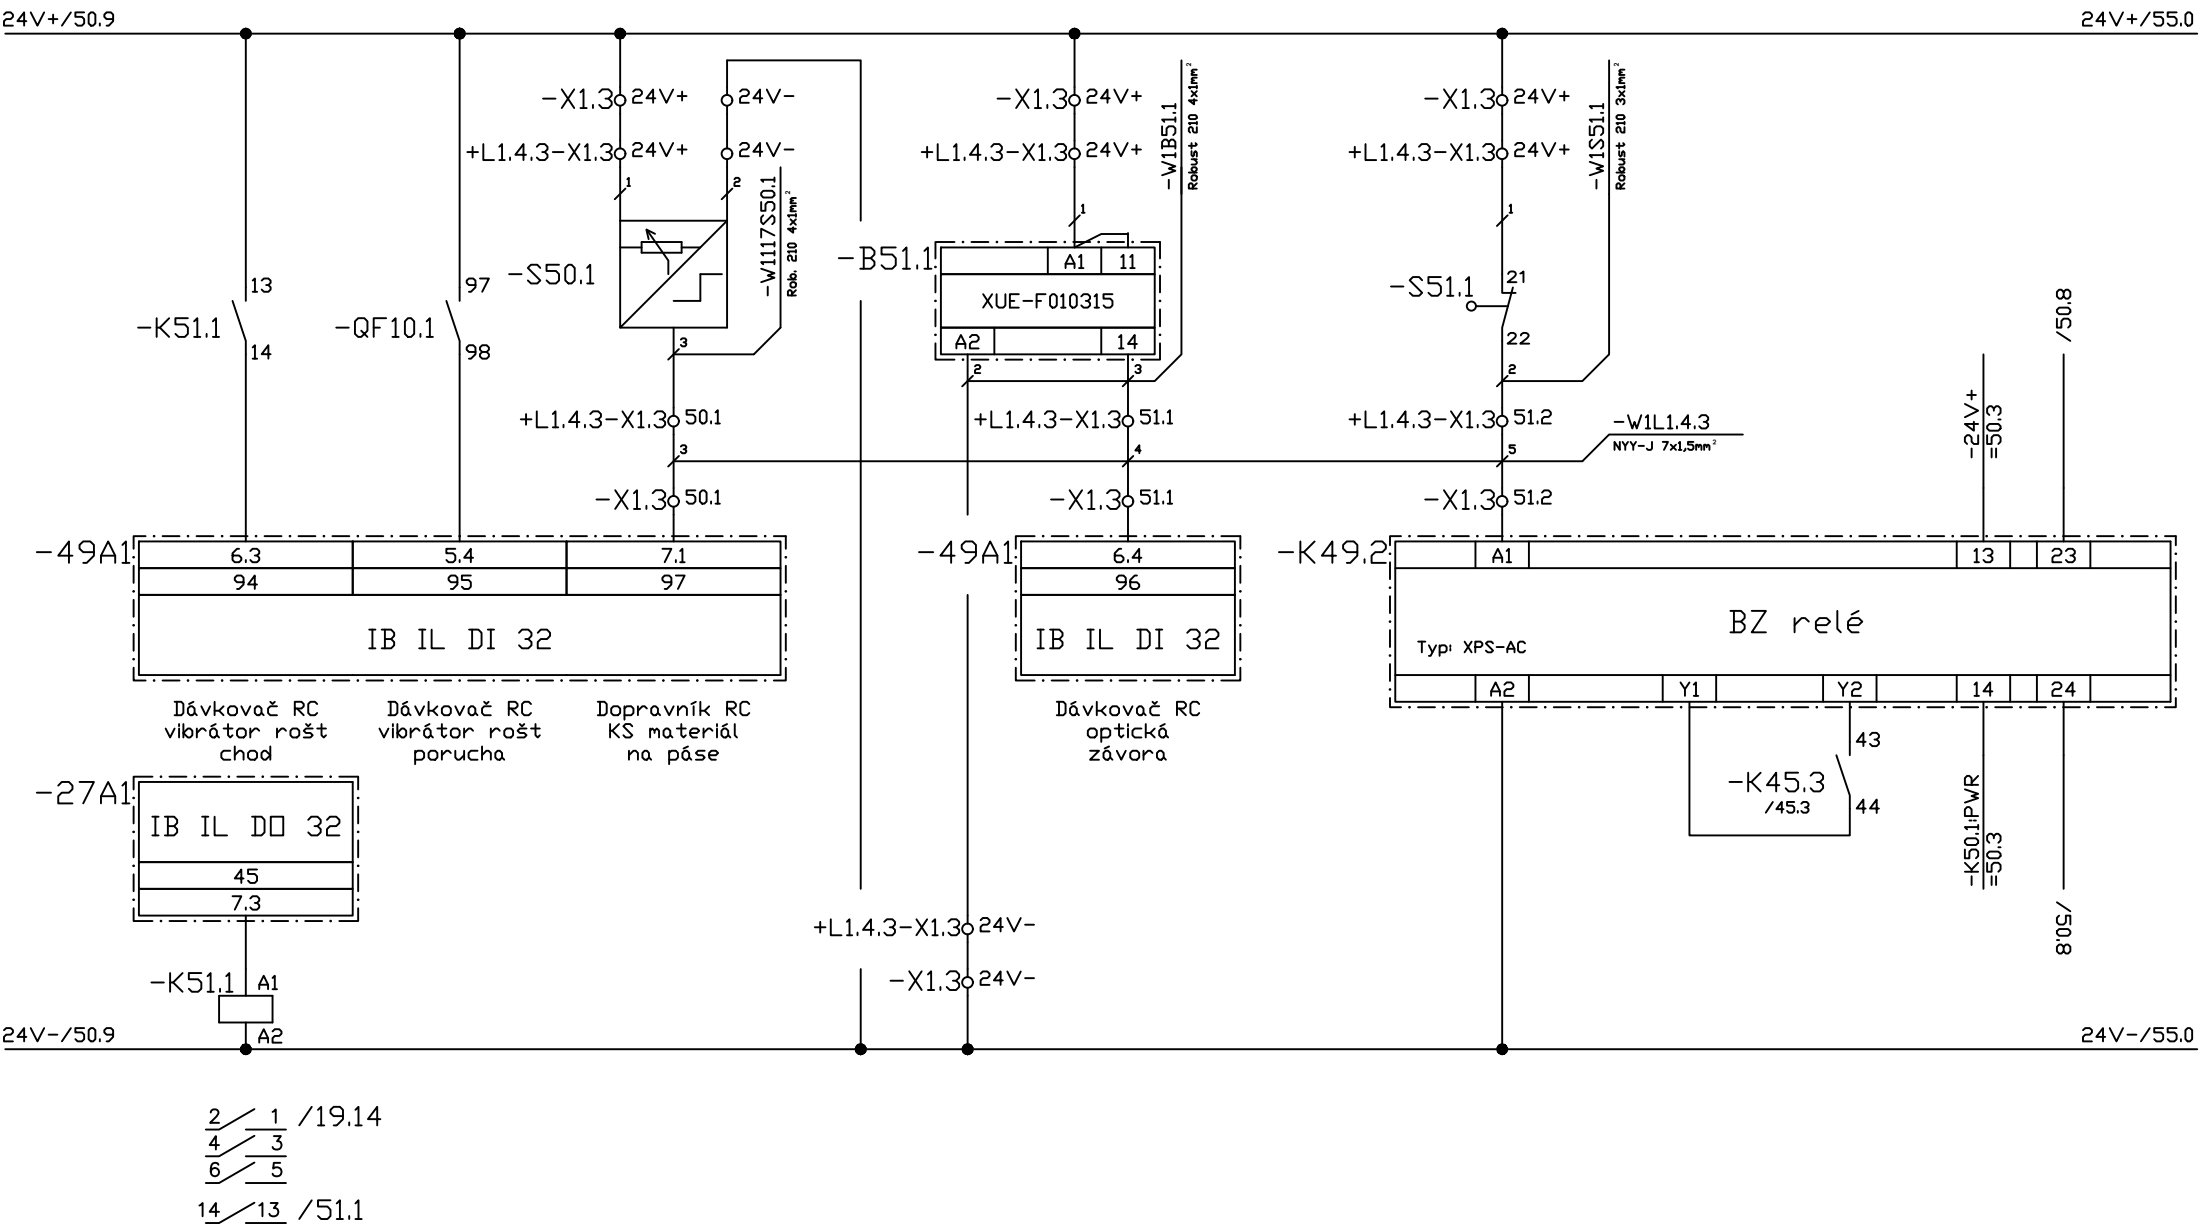 24V+/50.9
24V+/55.0
-X1.3 24V+
24V-
-X1.3 24V+
-X1.3 24V+
+L1.4.3-X1.3 24V+
24V-
+L1.4.3-X1.3 24V+
+L1.4.3-X1.3 24V+
-W1B51.1
Robust 210 4x1mm²
-W1S51.1
Robust 210 3x1mm²
1
2
-W1117S50.1
Rob. 210 4x1mm²
1
1
-S50.1
-B51.1
A1
11
XUE-F010315
A2
14
-S51.1
21
22
13
-K51.1
14
97
-QF10.1
98
3
2
3
2
/50.8
-24V+
=50.3
+L1.4.3-X1.3 50.1
+L1.4.3-X1.3 51.1
+L1.4.3-X1.3 51.2
-W1L1.4.3
NYY-J 7x1,5mm²
3
4
5
-X1.3 50.1
-X1.3 51.1
-X1.3 51.2
-49A1
6.3
5.4
7.1
94
95
97
IB IL DI 32
-49A1
6.4
96
IB IL DI 32
-K49.2
A1
13
23
BZ relé
Typ: XPS-AC
A2
Y1
Y2
14
24
Dávkovač RC
vibrátor rošt
chod
Dávkovač RC
vibrátor rošt
porucha
Dopravník RC
KS materiál
na páse
Dávkovač RC
optická
závora
43
-K45.3
/45.3
44
-K50.1:PWR
=50.3
/50.8
-27A1
IB IL DO 32
45
7.3
+L1.4.3-X1.3 24V-
-X1.3 24V-
-K51.1
A1
A2
24V-/50.9
24V-/55.0
2 1 /19.14
4 3
6 5
14 13 /51.1